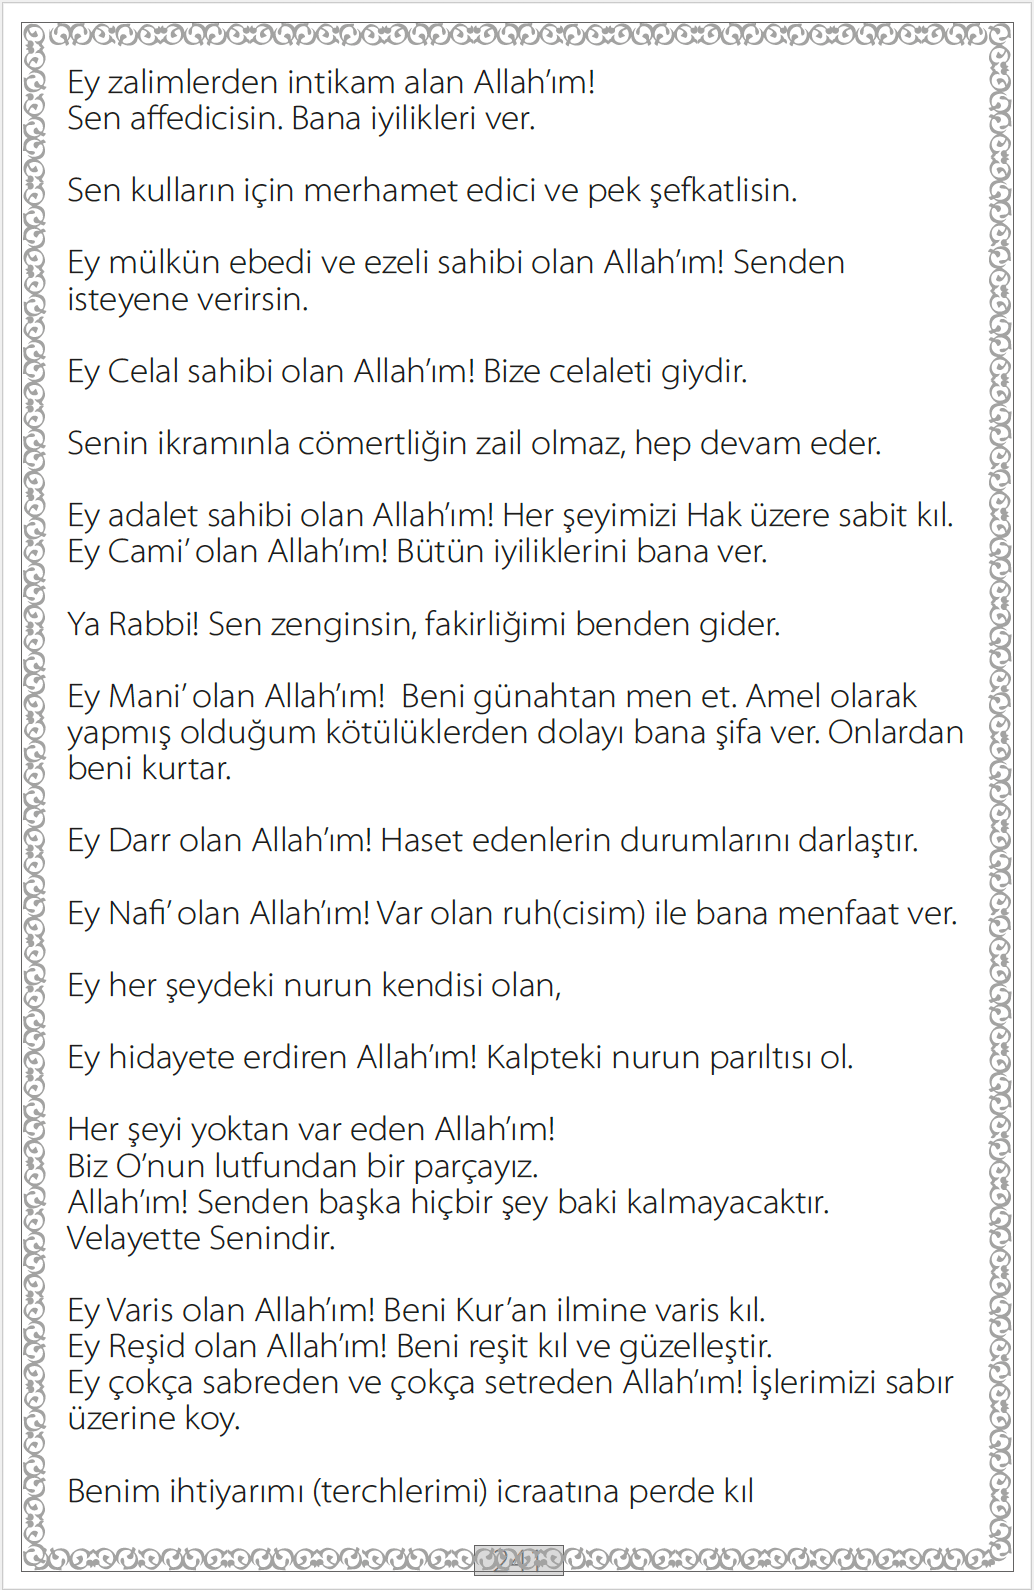 Ey zalimlerden intikam alan Allah’ım!
Sen affedicisin. Bana iyilikleri ver.
Sen kulların için merhamet edici ve pek şefkatlisin.
Ey mülkün ebedi ve ezeli sahibi olan Allah’ım! Senden
isteyene verirsin.
Ey Celal sahibi olan Allah’ım! Bize celaleti giydir.
Senin ikramınla cömertliğin zail olmaz, hep devam eder.
Ey adalet sahibi olan Allah’ım! Her şeyimizi Hak üzere sabit kıl.
Ey Cami’ olan Allah’ım! Bütün iyiliklerini bana ver.
Ya Rabbi! Sen zenginsin, fakirliğimi benden gider.
Ey Mani’ olan Allah’ım! Beni günahtan men et. Amel olarak
yapmış olduğum kötülüklerden dolayı bana şifa ver. Onlardan
beni kurtar.
Ey Darr olan Allah’ım! Haset edenlerin durumlarını darlaştır.
Ey Nafi’ olan Allah’ım! Var olan ruh(cisim) ile bana menfaat ver.
Ey her şeydeki nurun kendisi olan,
Ey hidayete erdiren Allah’ım! Kalpteki nurun parıltısı ol.
Her şeyi yoktan var eden Allah’ım!
Biz O’nun lutfundan bir parçayız.
Allah’ım! Senden başka hiçbir şey baki kalmayacaktır.
Velayette Senindir.
Ey Varis olan Allah’ım! Beni Kur’an ilmine varis kıl.
Ey Reşid olan Allah’ım! Beni reşit kıl ve güzelleştir.
Ey çokça sabreden ve çokça setreden Allah’ım! İşlerimizi sabır
üzerine koy.
Benim ihtiyarımı (terchlerimi) icraatına perde kıl
241